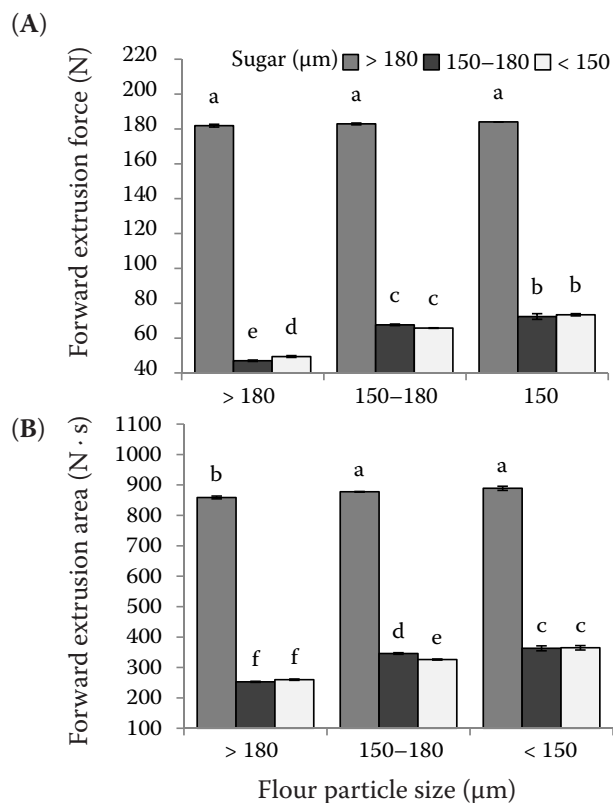 (A)
Forward extrusion force (N)
Sugar (μm) > 180 150–180 < 150
220
200
180
160
140
120
100
80
60
40
a
a
a
e
d
c
c
b
b
> 180
150–180
150
(B)
Forward extrusion area (N · s)
1100
1000
900
800
700
600
500
400
300
200
100
b
a
a
f
f
d
e
c
c
> 180
150–180
< 150
Flour particle size (μm)